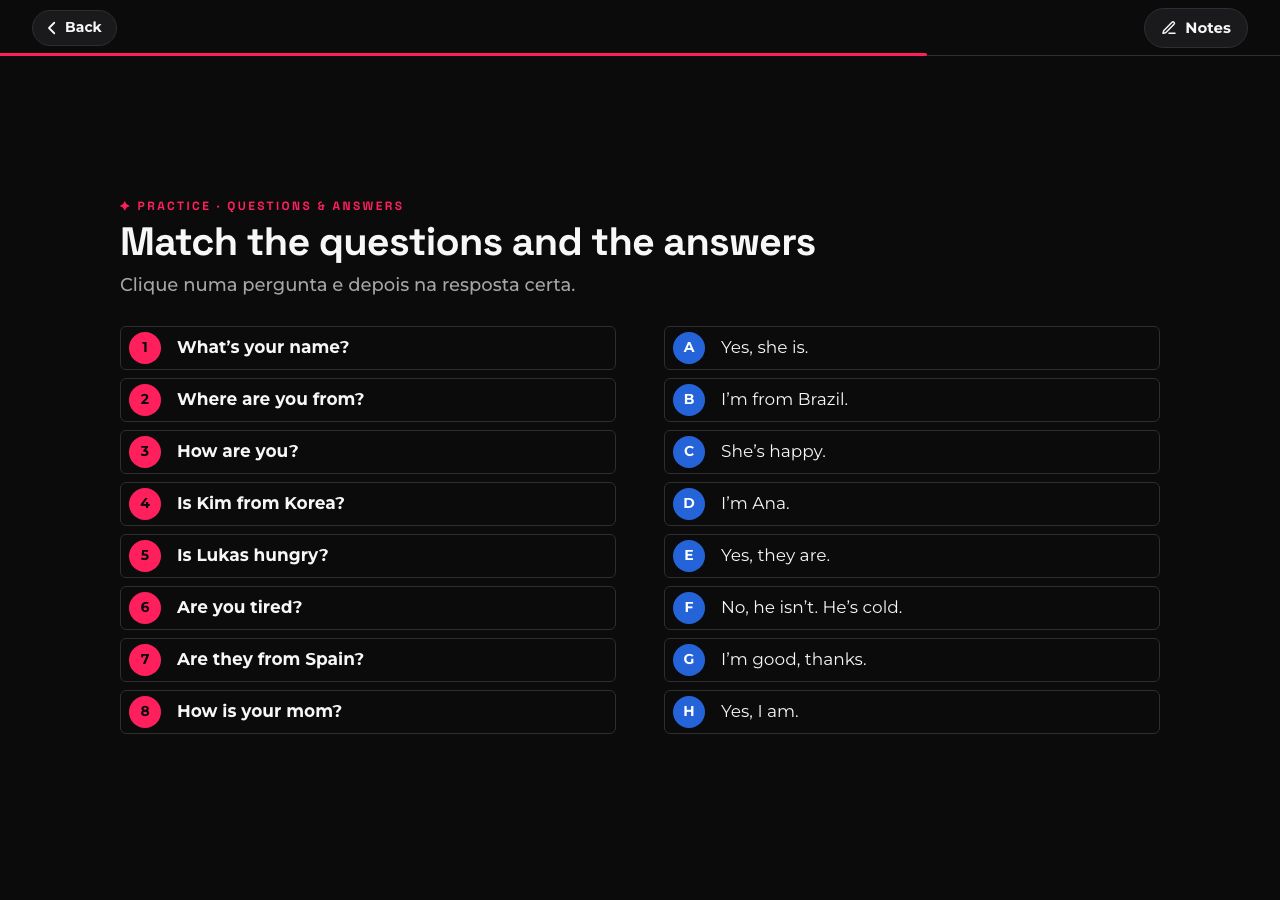 Back
Notes
✦ PRACTICE · QUESTIONS & ANSWERS
Match the questions and the answers
Clique numa pergunta e depois na resposta certa.
1 What’s your name?
A Yes, she is.
2 Where are you from?
B I’m from Brazil.
3 How are you?
C She’s happy.
4 Is Kim from Korea?
D I’m Ana.
5 Is Lukas hungry?
E Yes, they are.
6 Are you tired?
F No, he isn’t. He’s cold.
7 Are they from Spain?
G I’m good, thanks.
8 How is your mom?
H Yes, I am.